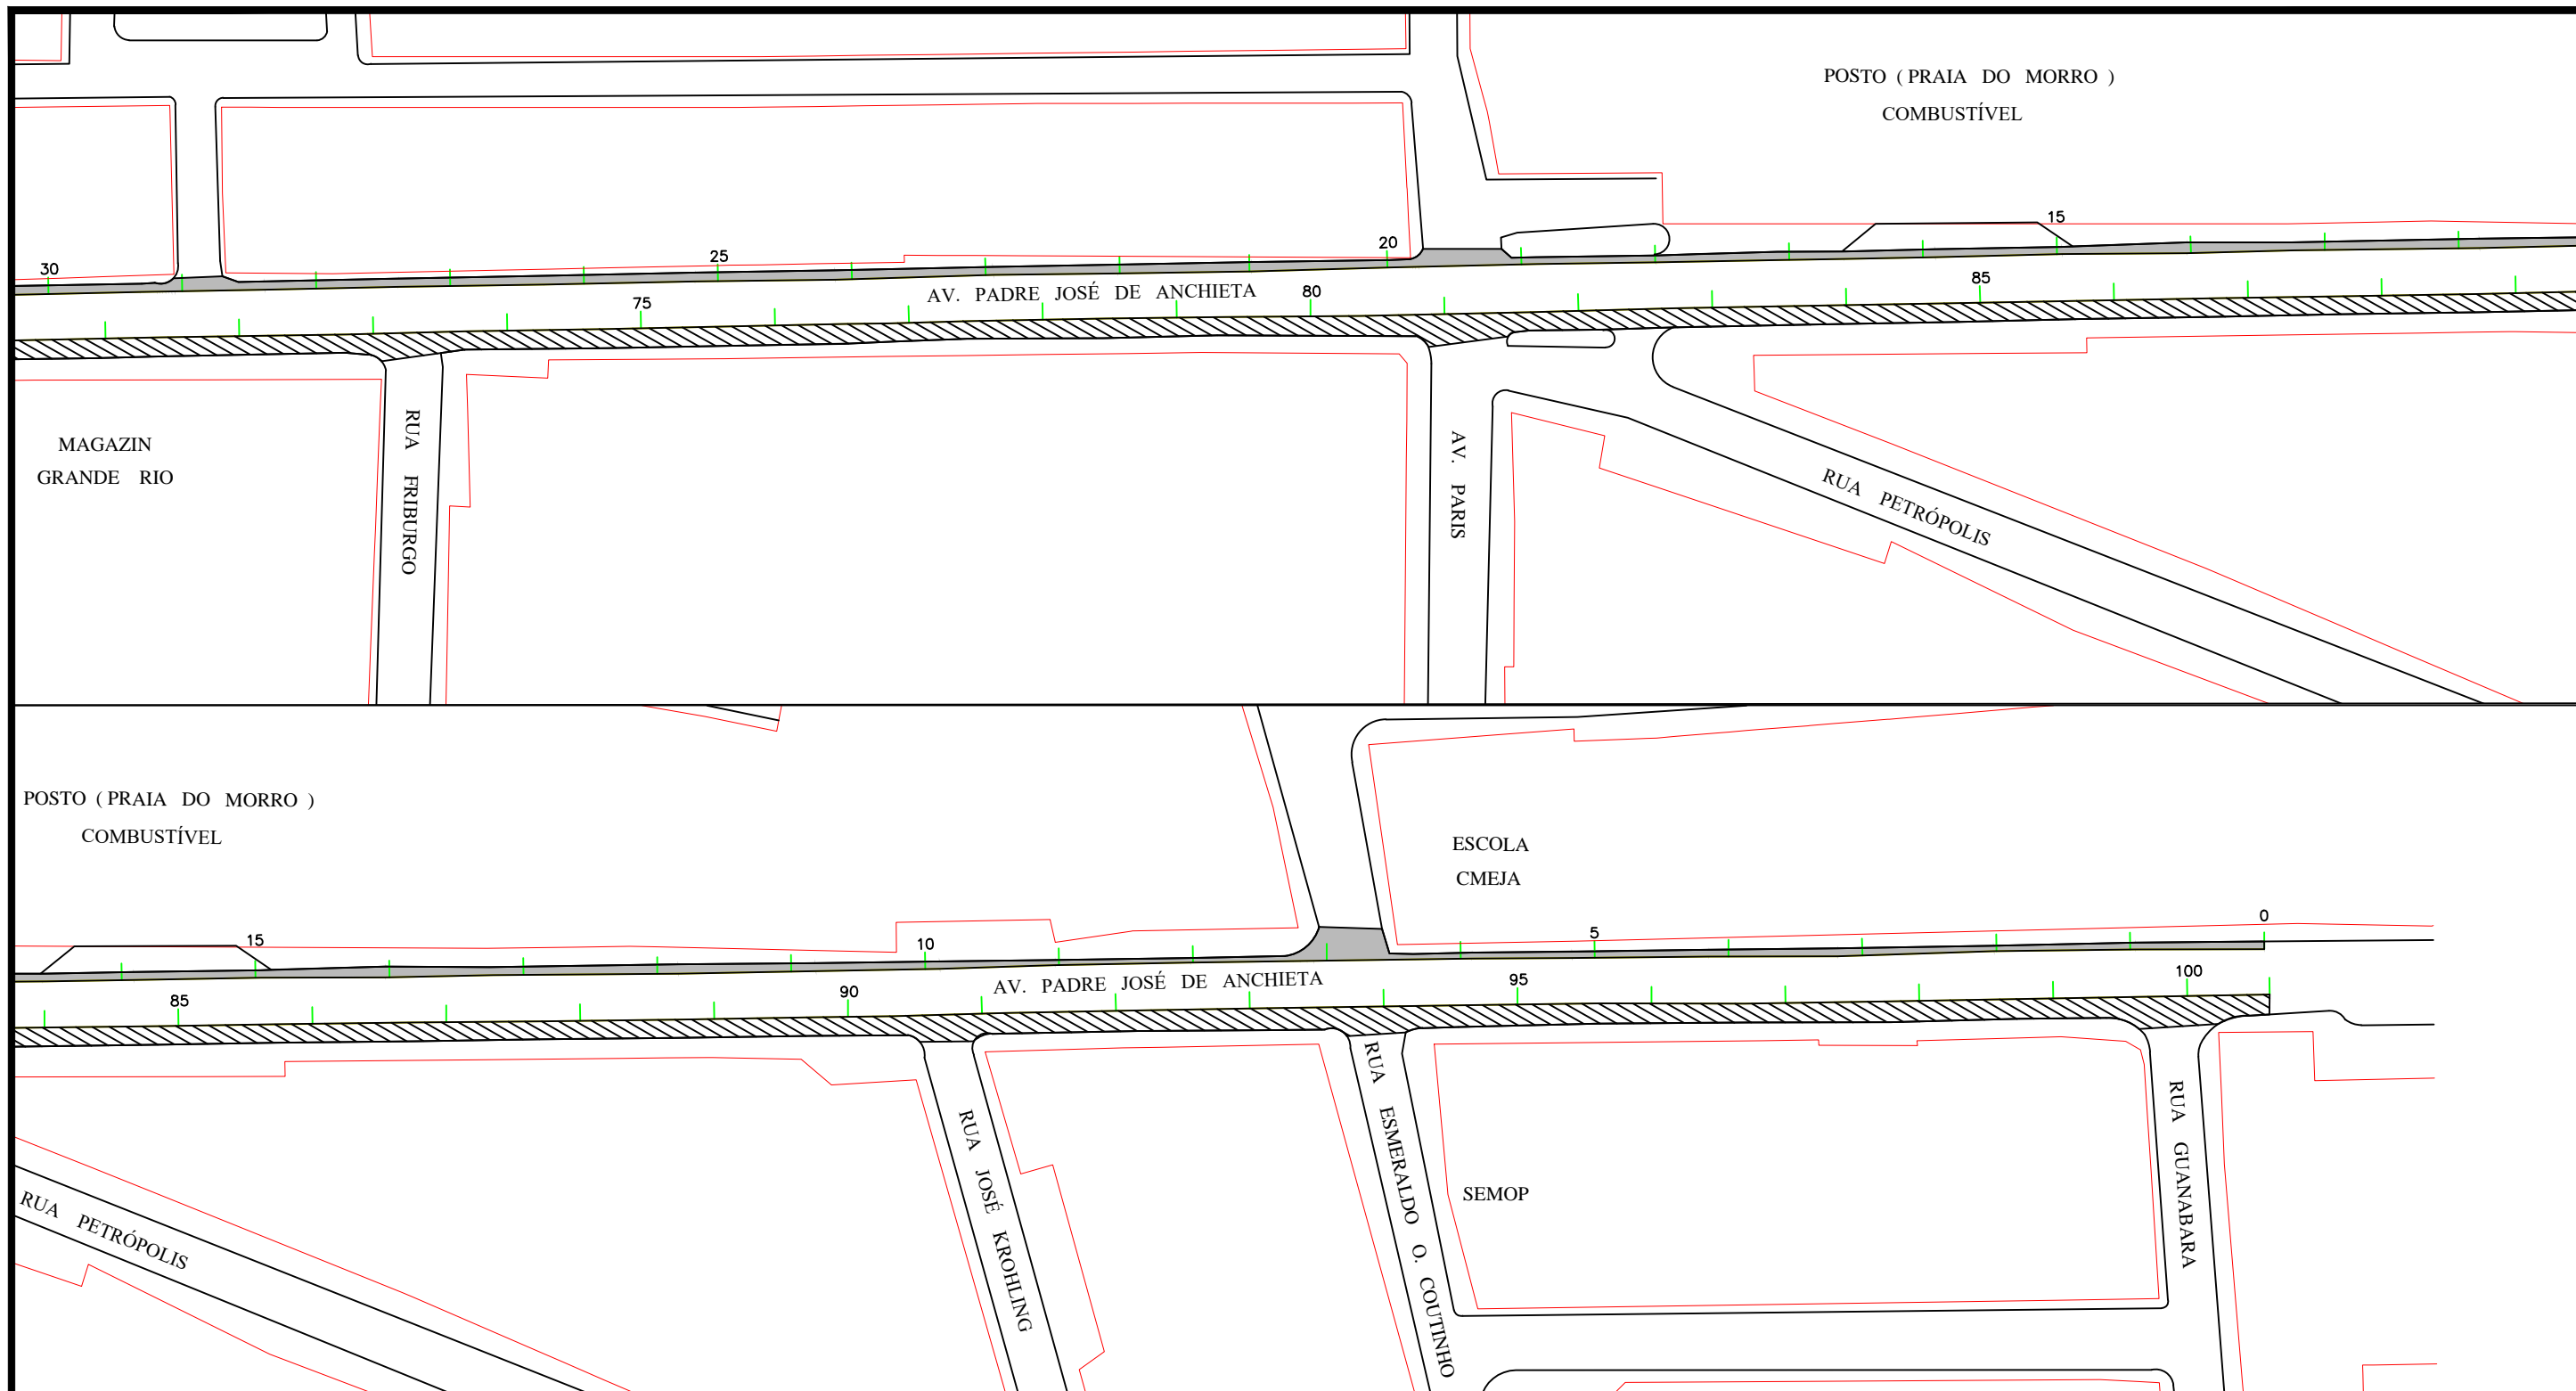 POSTO ( PRAIA DO MORRO )
COMBUSTÍVEL
15
20
25
30
85
80
AV. PADRE JOSÉ DE ANCHIETA
75
MAGAZIN
GRANDE RIO
RUA FRIBURGO
AV. PARIS
RUA PETRÓPOLIS
POSTO ( PRAIA DO MORRO )
COMBUSTÍVEL
ESCOLA
CMEJA
0
5
10
15
AV. PADRE JOSÉ DE ANCHIETA
85
90
95
100
RUA PETRÓPOLIS
RUA JOSÉ KROHLING
RUA ESMERALDO O. COUTINHO
SEMOP
RUA GUANABARA